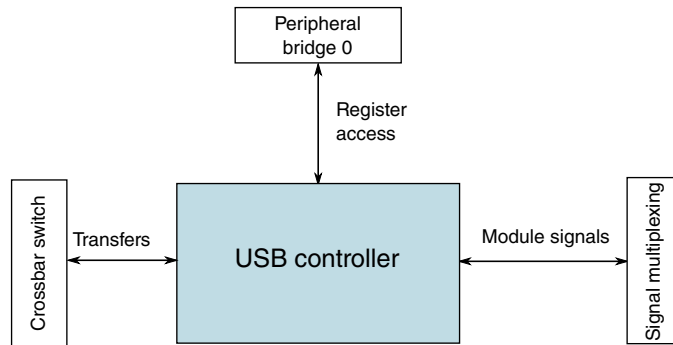 Peripheral
bridge 0
Register
access
Crossbar switch
Transfers
USB controller
Module signals
Signal multiplexing